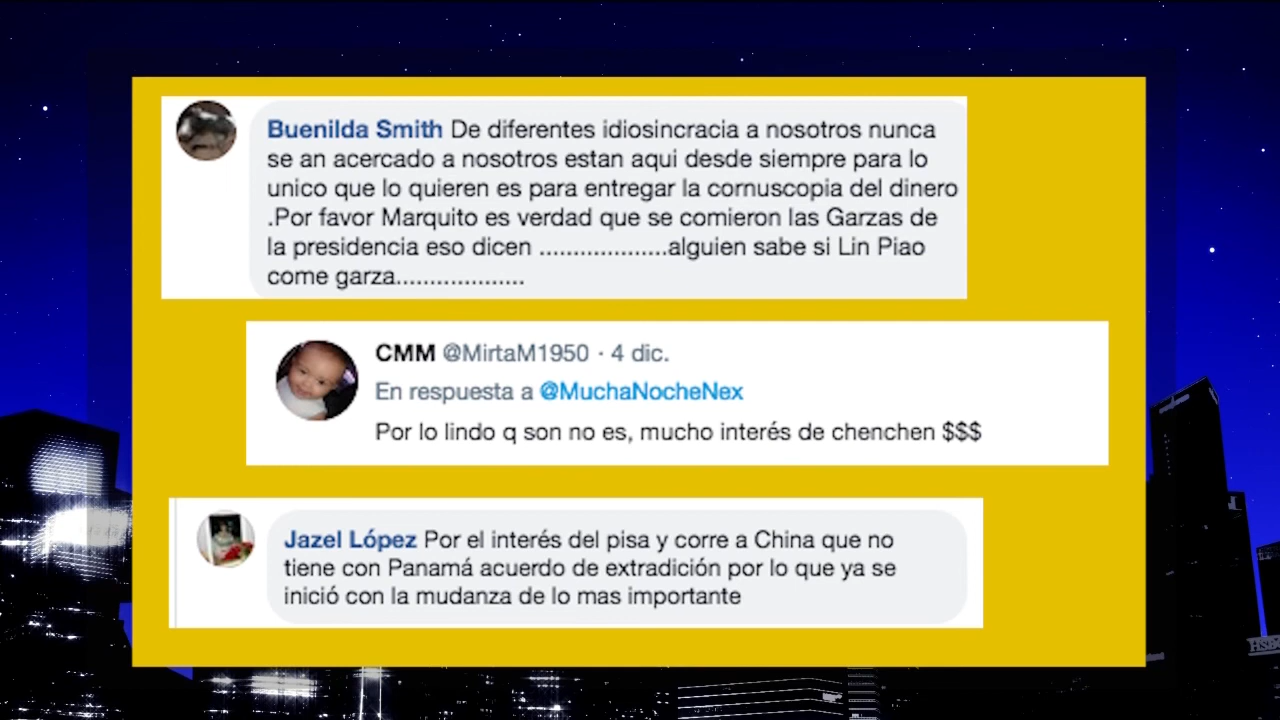 Buenilda Smith De diferentes idiosincracia a nosotros nunca
se an acercado a nosotros estan aqui desde siempre para lo
unico que lo quieren es para entregar la cornuscopia del dinero
.Por favor Marquito es verdad que se comieron las Garzas de
la presidencia eso dicen ...................alguien sabe si Lin Piao
come garza...................
CMM @MirtaM1950 · 4 dic.
En respuesta a @MuchaNocheNex
Por lo lindo q son no es, mucho interés de chenchen $$$
Jazel López Por el interés del pisa y corre a China que no
tiene con Panamá acuerdo de extradición por lo que ya se
inició con la mudanza de lo mas importante